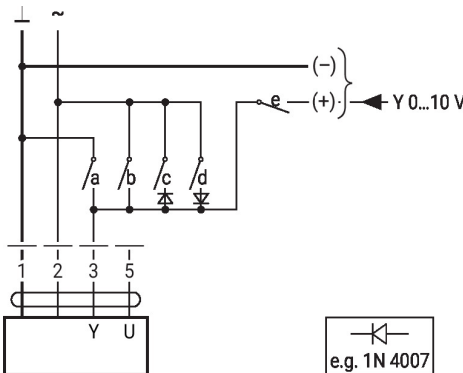 ⊥ ~
(−)
e (+) Y 0...10 V
a b c d
1 2 3 5
Y U
e.g. 1N 4007